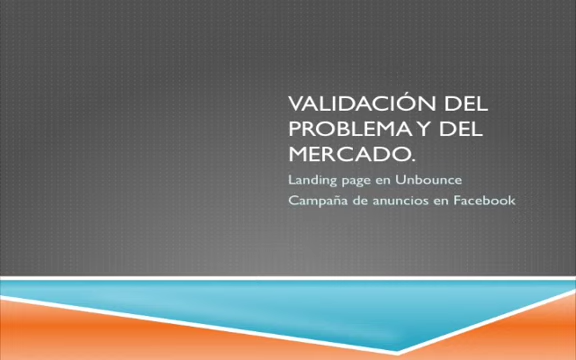 VALIDACIÓN DEL
PROBLEMA Y DEL
MERCADO.
Landing page en Unbounce
Campaña de anuncios en Facebook